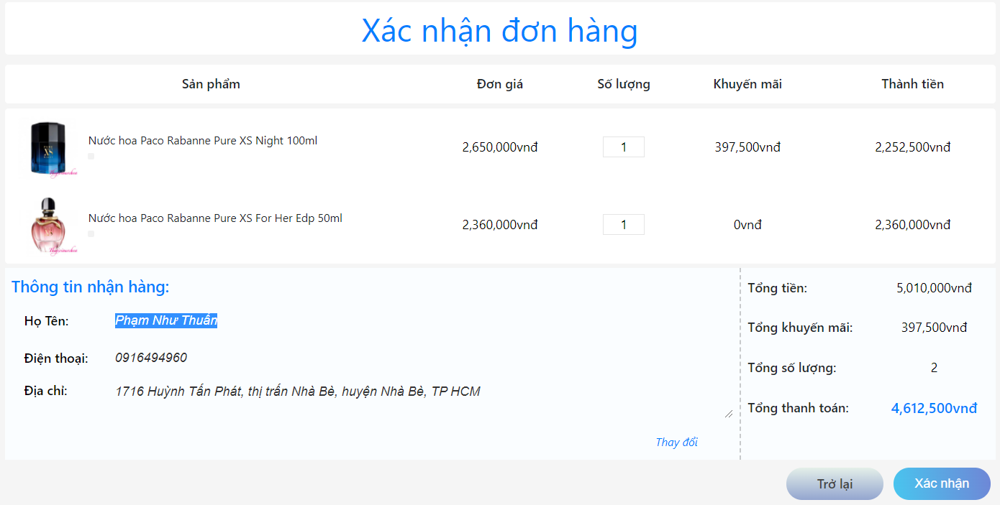 Xác nhận đơn hàng
Sản phẩm Đơn giá Số lượng Khuyến mãi Thành tiền
Nước hoa Paco Rabanne Pure XS Night 100ml 2,650,000vnđ 1 397,500vnđ 2,252,500vnđ
XS
Nước hoa Paco Rabanne Pure XS For Her Edp 50ml 2,360,000vnđ 1 0vnđ 2,360,000vnđ
Thông tin nhận hàng:
Họ Tên: Phạm Như Thuần
Điện thoại: 0916494960
Địa chỉ: 1716 Huỳnh Tấn Phát, thị trấn Nhà Bè, huyện Nhà Bè, TP HCM
Thay đổi
Tổng tiền: 5,010,000vnđ
Tổng khuyến mãi: 397,500vnđ
Tổng số lượng: 2
Tổng thanh toán: 4,612,500vnđ
Trở lại Xác nhận